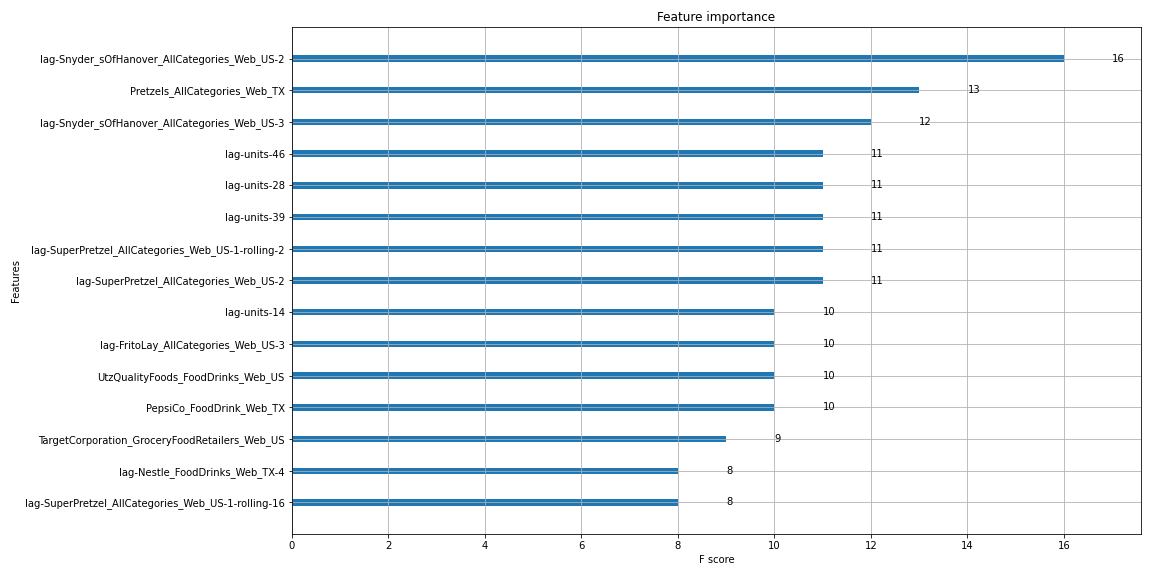 Feature importance
lag-Snyder_sOfHanover_AllCategories_Web_US-2
16
Pretzels_AllCategories_Web_TX
13
lag-Snyder_sOfHanover_AllCategories_Web_US-3
12
lag-units-46
11
lag-units-28
11
lag-units-39
11
lag-SuperPretzel_AllCategories_Web_US-1-rolling-2
11
lag-SuperPretzel_AllCategories_Web_US-2
11
lag-units-14
10
lag-FritoLay_AllCategories_Web_US-3
10
UtzQualityFoods_FoodDrinks_Web_US
10
PepsiCo_FoodDrink_Web_TX
10
TargetCorporation_GroceryFoodRetailers_Web_US
9
lag-Nestle_FoodDrinks_Web_TX-4
8
lag-SuperPretzel_AllCategories_Web_US-1-rolling-16
8
Features
0 2 4 6 8 10 12 14 16
F score